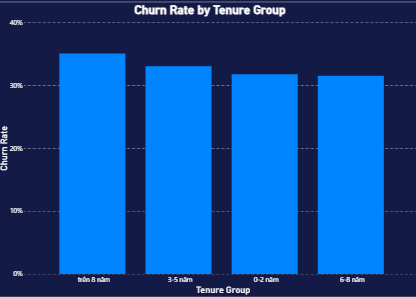 Churn Rate by Tenure Group
40%
30%
20%
10%
0%
Churn Rate
trên 8 năm
3-5 năm
0-2 năm
6-8 năm
Tenure Group